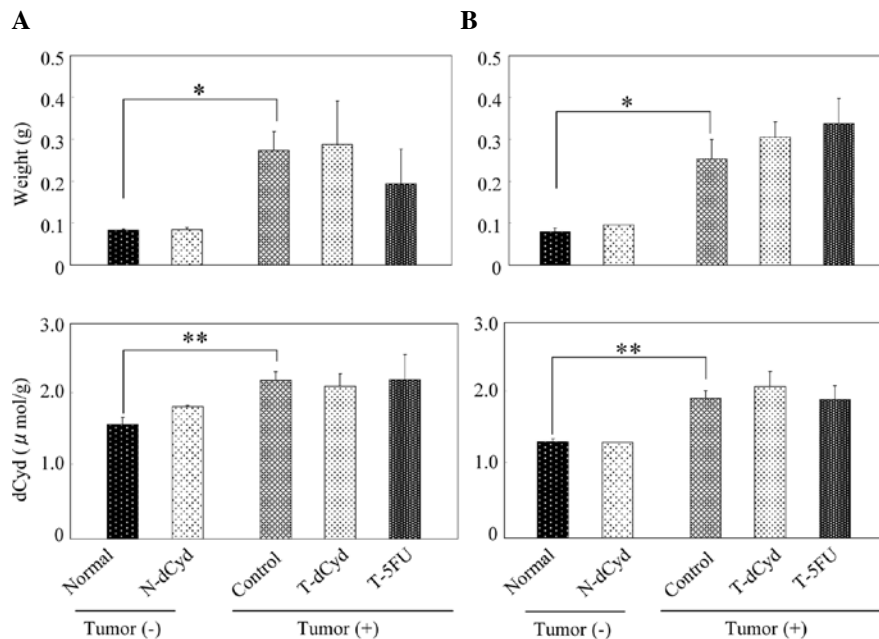 A
B
Weight (g)
0.5
0.4
0.3
0.2
0.1
0
*
0.5
0.4
0.3
0.2
0.1
0
*
dCyd ( μ mol/g)
3.0
2.0
1.0
0
**
3.0
2.0
1.0
0
**
Normal
N-dCyd
Control
T-dCyd
T-5FU
Normal
N-dCyd
Control
T-dCyd
T-5FU
Tumor (-)
Tumor (+)
Tumor (-)
Tumor (+)